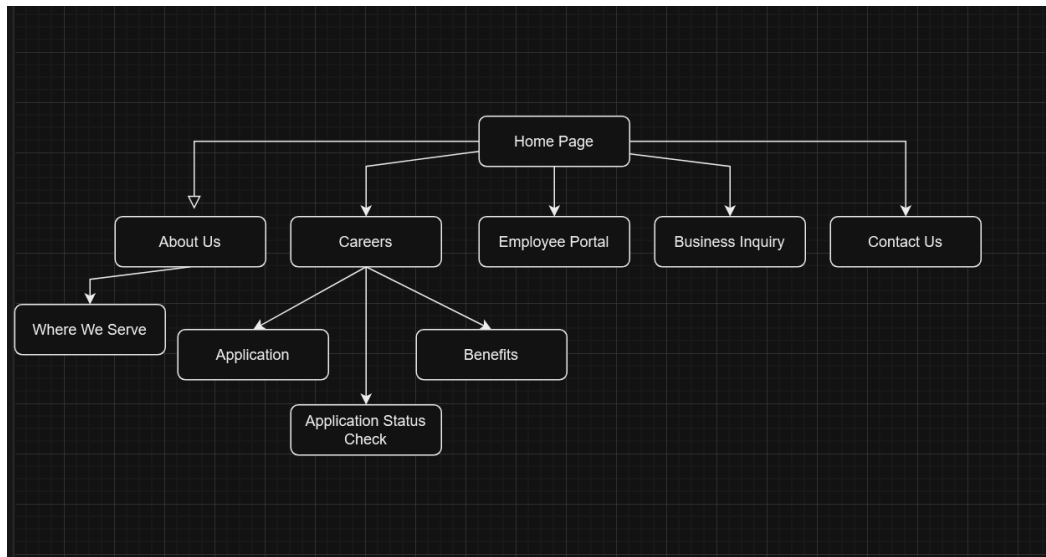 Home Page
About Us
Careers
Employee Portal
Business Inquiry
Contact Us
Where We Serve
Application
Benefits
Application Status
Check